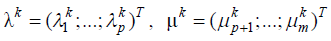 λ^k = (λ_1^k;...;λ_p^k)^T, μ^k = (μ_{p+1}^k;...;μ_m^k)^T